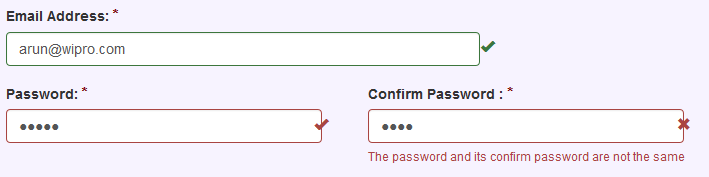 Email Address: *
arun@wipro.com
Password: * Confirm Password : *
••••• ••••
The password and its confirm password are not the same